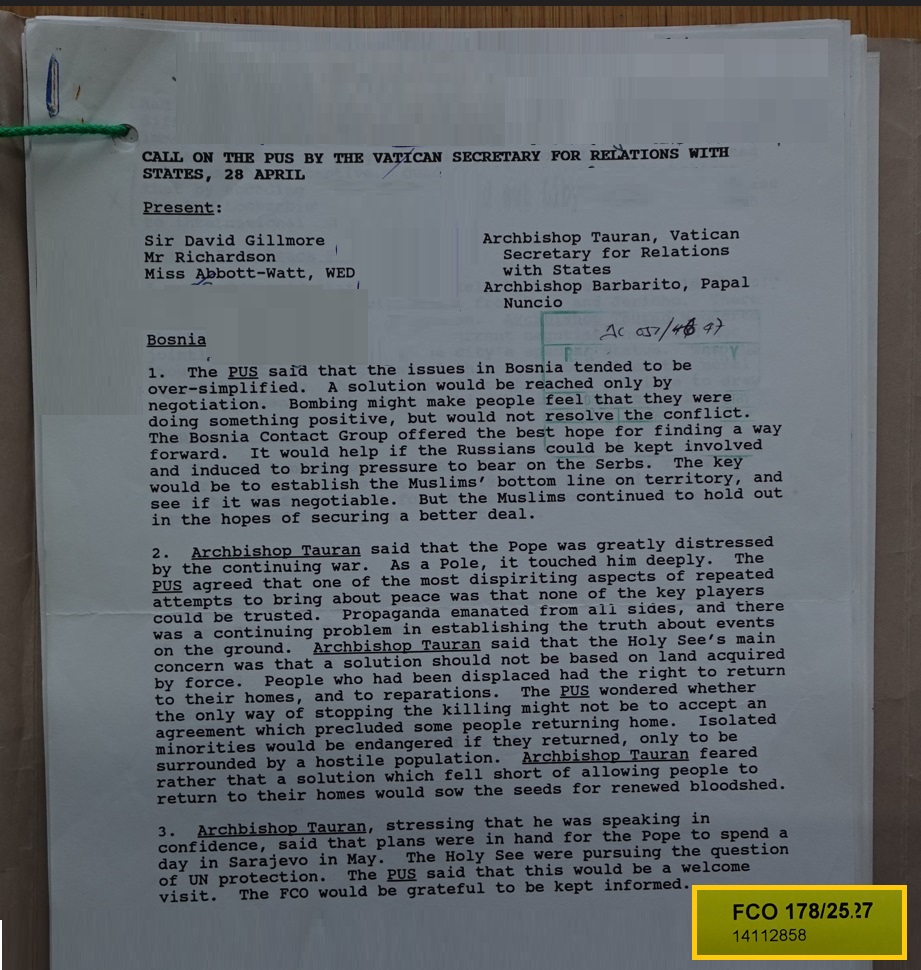 CALL ON THE PUS BY THE VATICAN SECRETARY FOR RELATIONS WITH
STATES, 28 APRIL
Present:
Sir David Gillmore
Mr Richardson
Miss Abbott-Watt, WED
Archbishop Tauran, Vatican
Secretary for Relations
with States
Archbishop Barbarito, Papal
Nuncio
Bosnia
1. The PUS said that the issues in Bosnia tended to be
over-simplified. A solution would be reached only by
negotiation. Bombing might make people feel that they were
doing something positive, but would not resolve the conflict.
The Bosnia Contact Group offered the best hope for finding a way
forward. It would help if the Russians could be kept involved
and induced to bring pressure to bear on the Serbs. The key
would be to establish the Muslims' bottom line on territory, and
see if it was negotiable. But the Muslims continued to hold out
in the hopes of securing a better deal.
2. Archbishop Tauran said that the Pope was greatly distressed
by the continuing war. As a Pole, it touched him deeply. The
PUS agreed that one of the most dispiriting aspects of repeated
attempts to bring about peace was that none of the key players
could be trusted. Propaganda emanated from all sides, and there
was a continuing problem in establishing the truth about events
on the ground. Archbishop Tauran said that the Holy See's main
concern was that a solution should not be based on land acquired
by force. People who had been displaced had the right to return
to their homes, and to reparations. The PUS wondered whether
the only way of stopping the killing might not be to accept an
agreement which precluded some people returning home. Isolated
minorities would be endangered if they returned, only to be
surrounded by a hostile population. Archbishop Tauran feared
rather that a solution which fell short of allowing people to
return to their homes would sow the seeds for renewed bloodshed.
3. Archbishop Tauran, stressing that he was speaking in
confidence, said that plans were in hand for the Pope to spend a
day in Sarajevo in May. The Holy See were pursuing the question
of UN protection. The PUS said that this would be a welcome
visit. The FCO would be grateful to be kept informed.
FCO 178/25.27
14112858